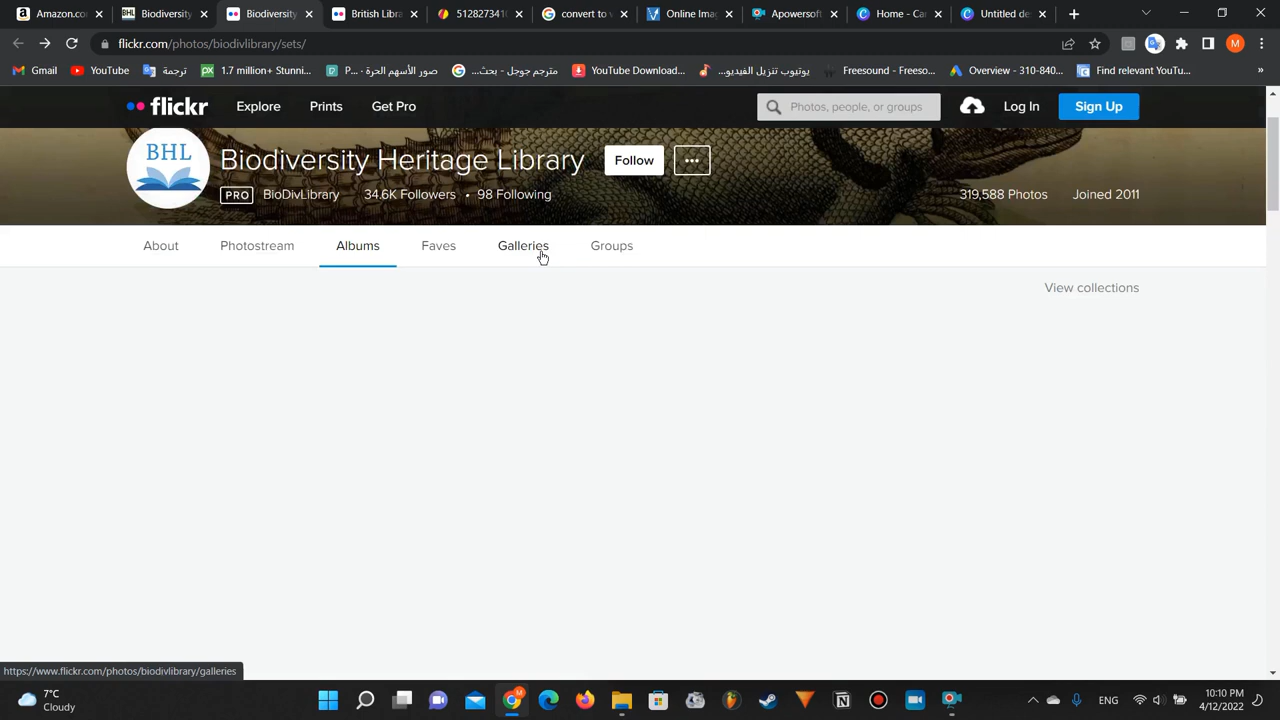 Amazon.co
Biodiversity
Biodiversity
British Libra
512827341
convert to v
Online Imag
Apowersoft
Home - Can
Untitled de
flickr.com/photos/biodivlibrary/sets/
Gmail
YouTube
ترجمة
1.7 million+ Stunni...
P... - صور الأسهم الحرة
مترجم جوجل - بحث...
YouTube Download...
يوتيوب تنزيل الفيديو...
Freesound - Freeso...
Overview - 310-840...
Find relevant YouTu...
flickr
Explore
Prints
Get Pro
Photos, people, or groups
Log In
Sign Up
BHL
Biodiversity Heritage Library
Follow
PRO
BioDivLibrary
34.6K Followers • 98 Following
319,588 Photos
Joined 2011
About
Photostream
Albums
Faves
Galleries
Groups
View collections
https://www.flickr.com/photos/biodivlibrary/galleries
7°C
Cloudy
ENG
10:10 PM
4/12/2022